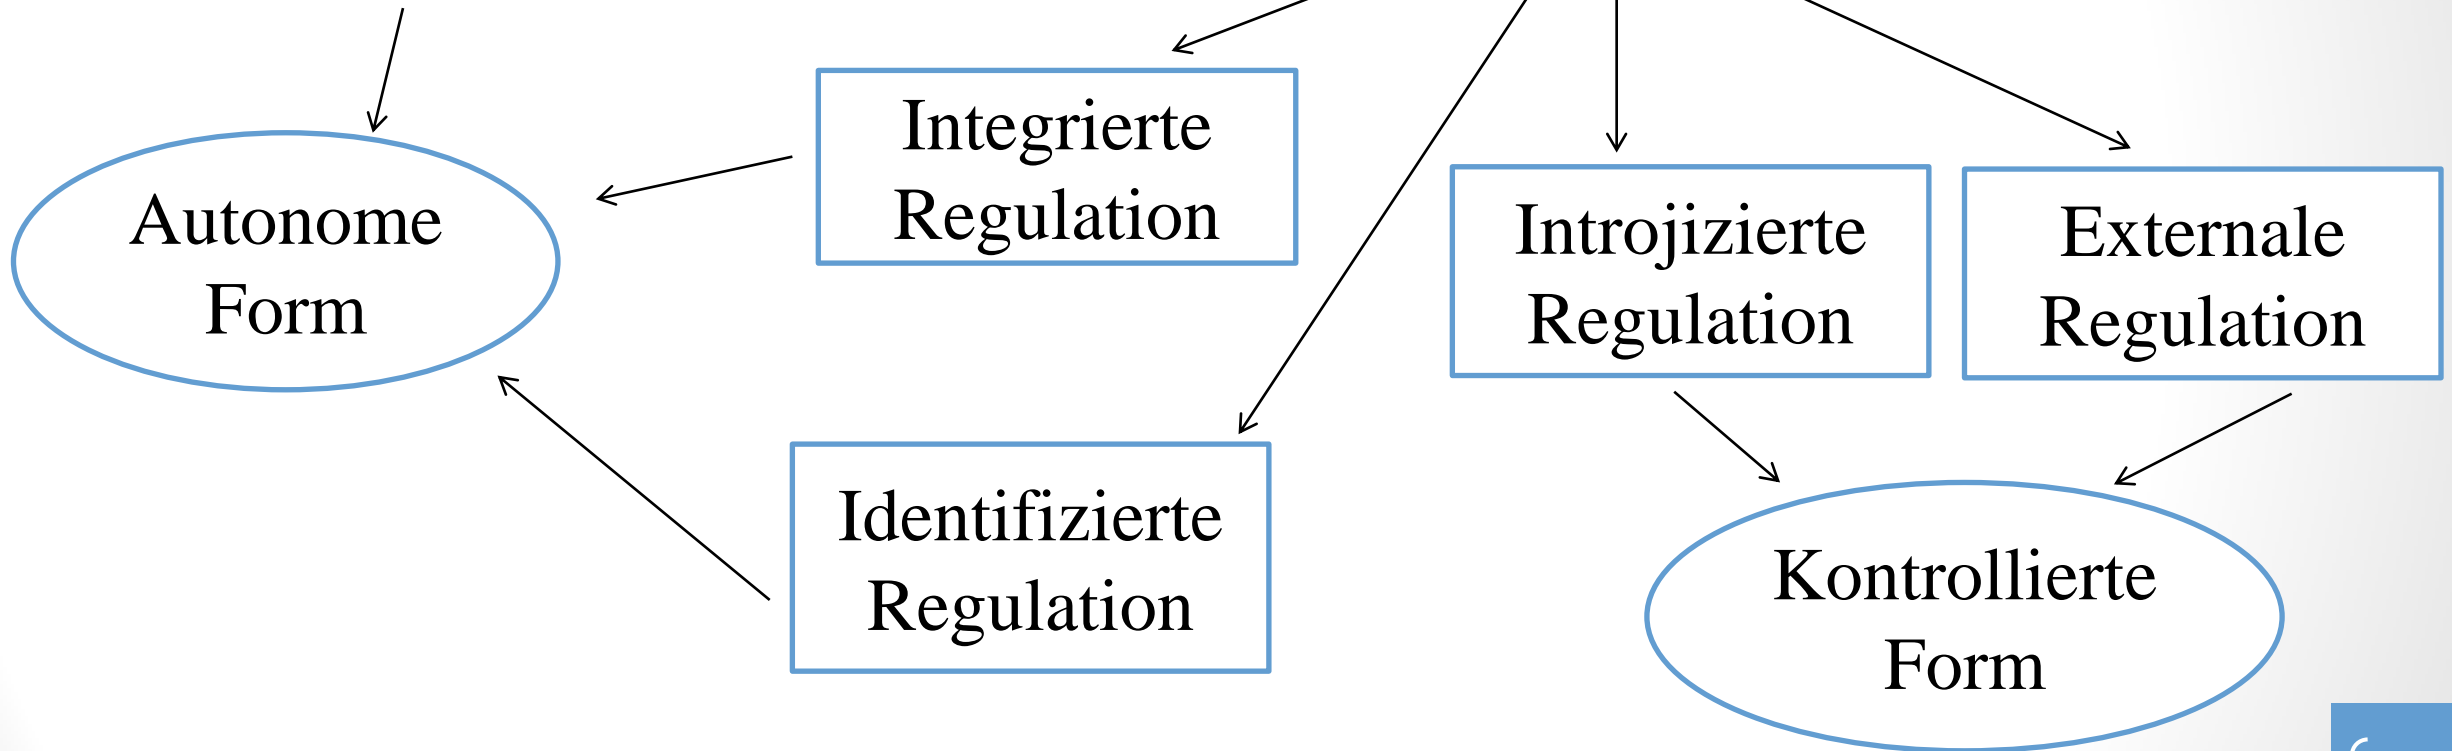 Integrierte
Regulation
Autonome
Form
Introjizierte
Regulation
Externale
Regulation
Identifizierte
Regulation
Kontrollierte
Form